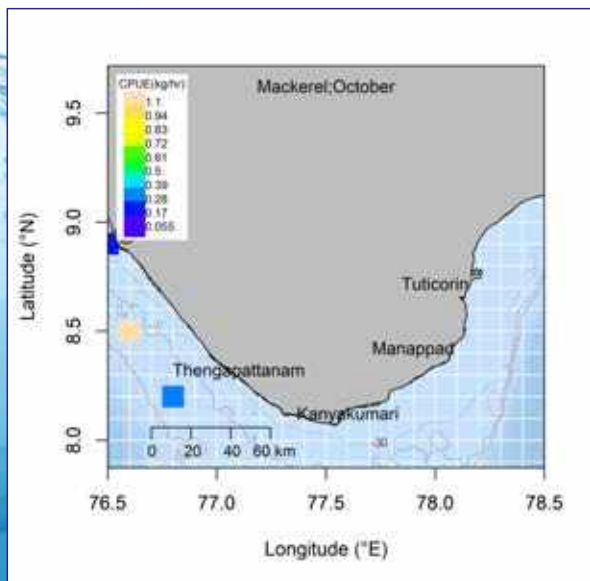 Mackerel;October
CPUE(kg/hr)
1.1
0.94
0.83
0.72
0.61
0.5
0.39
0.28
0.17
0.055
9.5
9.0
8.5
8.0
Latitude (°N)
Tuticorin
Manappad
Thengapattanam
Kanyakumari
-30
0 20 40 60 km
76.5 77.0 77.5 78.0 78.5
Longitude (°E)